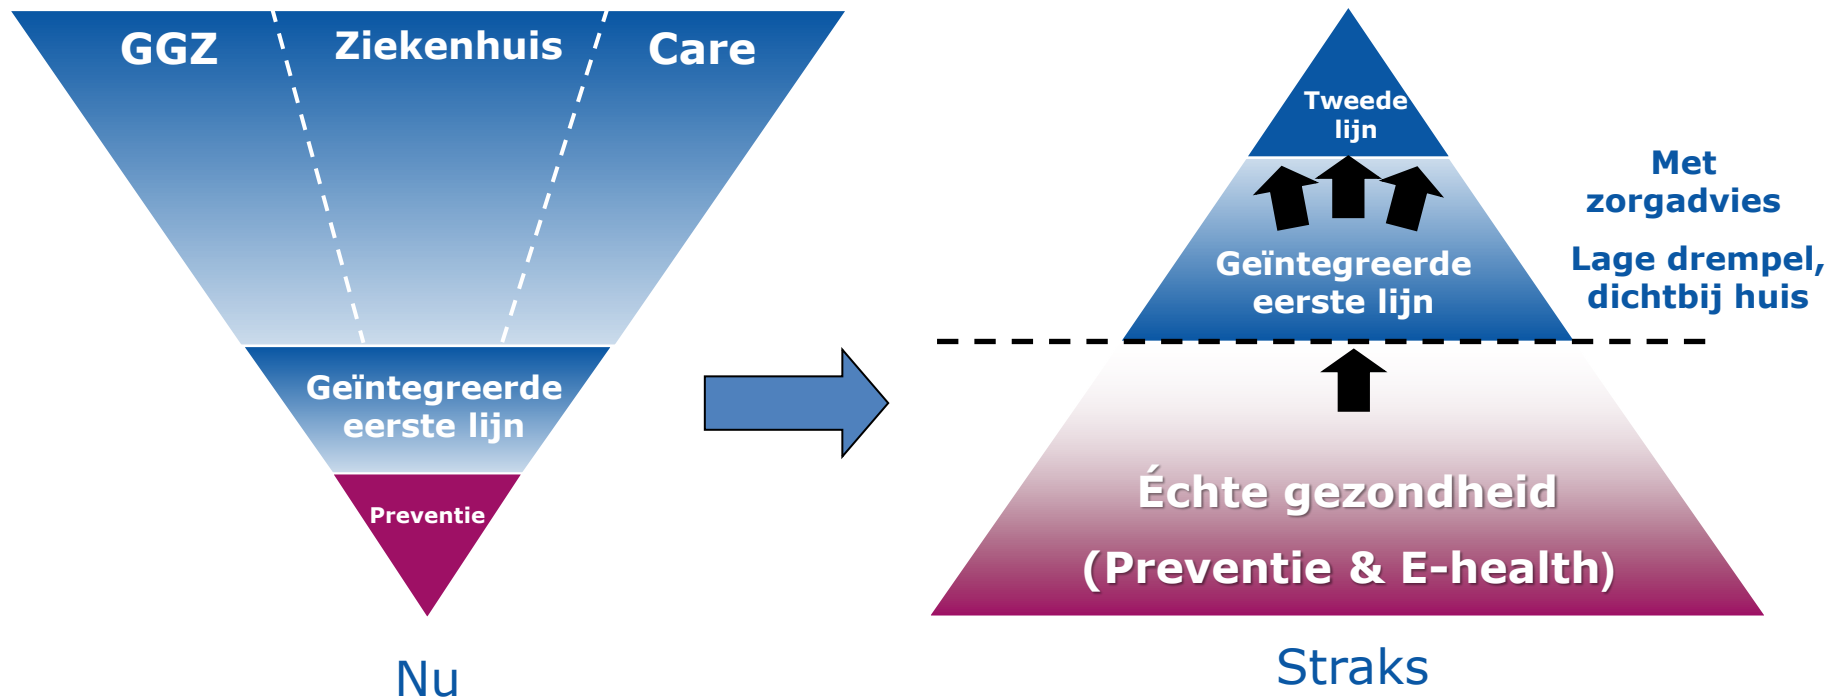 GGZ
Ziekenhuis
Care
Geïntegreerde
eerste lijn
Preventie
Nu
Tweede
lijn
Geïntegreerde
eerste lijn
Met
zorgadvies
Lage drempel,
dichtbij huis
Échte gezondheid
(Preventie & E-health)
Straks